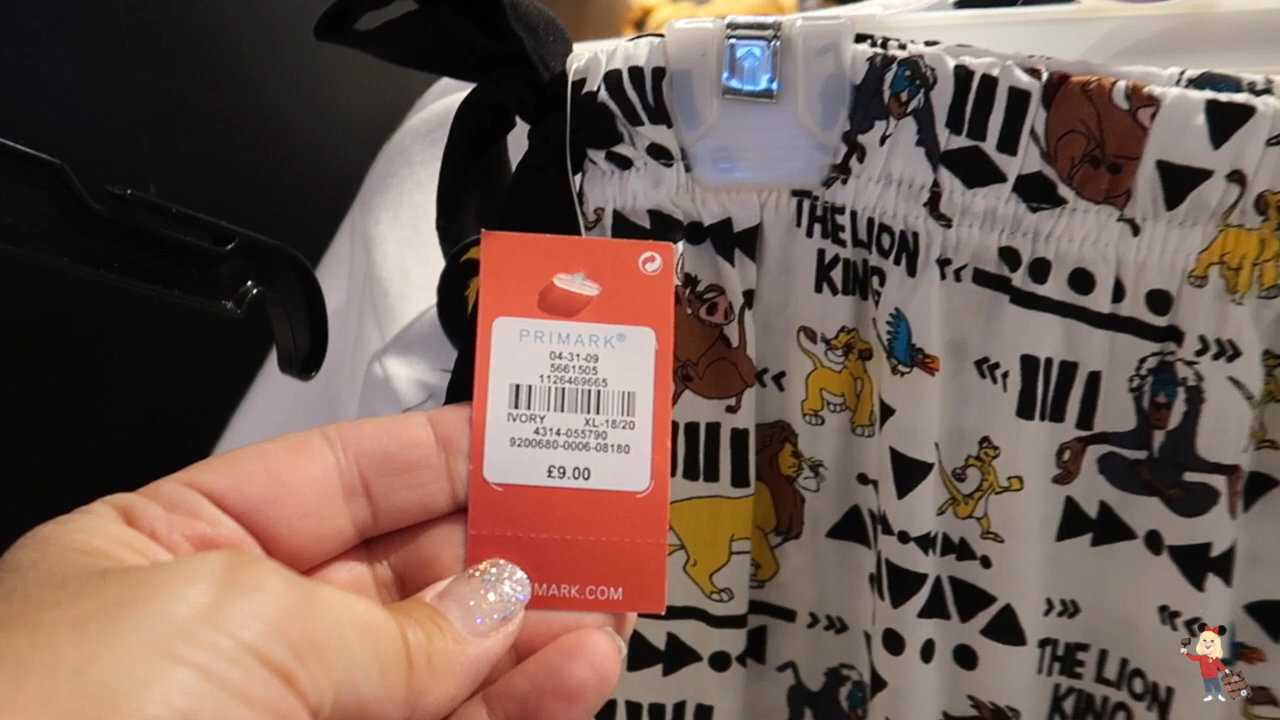 THE LION
KING
PRIMARK®
04-31-09
5661505
1126469665
IVORY XL-18/20
4314-055790
9200680-0006-08180
£9.00
RIMARK.COM
THE LION
KING